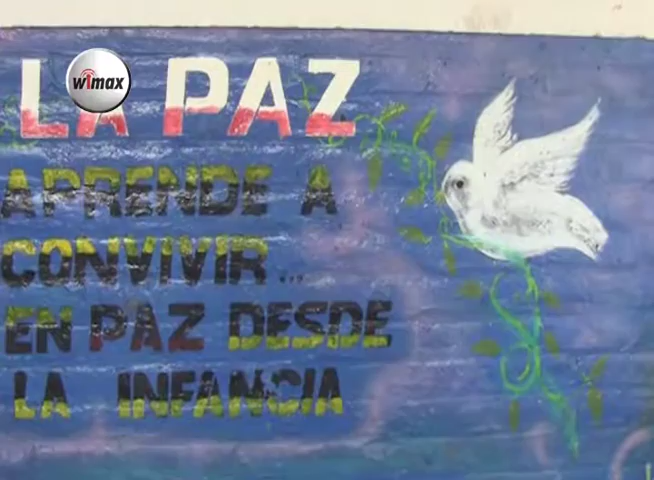 LA PAZ
wimax
APRENDE A
CONVIVIR...
EN PAZ DESDE
LA INFANCIA